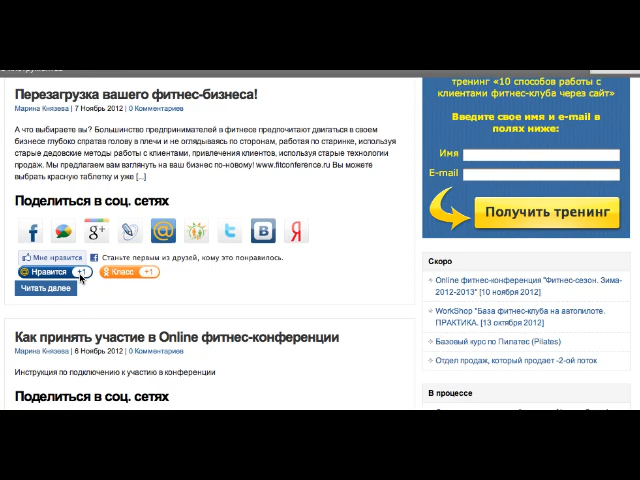 Перезагрузка вашего фитнес-бизнеса!
Марина Князева | 7 Ноябрь 2012 | 0 Комментариев
А что выбираете вы? Большинство предпринимателей в фитнесе предпочитают двигаться в своем
бизнесе глубоко спратав голову в плечи и не оглядываясь по сторонам, работая по старинке, используя
старые дедовские методы работы с клиентами, привлечения клиентов, используя старые технологии
продаж. Мы предлагаем вам взглянуть на ваш бизнес по-новому! www.fitconference.ru Вы можете
выбрать красную таблетку и уже [...]
Поделиться в соц. сетях
Мне нравится
Станьте первым из друзей, кому это понравилось.
Нравится +1
Класс +1
Читать далее
Как принять участие в Online фитнес-конференции
Марина Князева | 6 Ноябрь 2012 | 0 Комментариев
Инструкция по подключению к участию в конференции
Поделиться в соц. сетях
тренинг «10 способов работы с
клиентами фитнес-клуба через сайт»
Введите свое имя и e-mail в
полях ниже:
Имя
E-mail
Получить тренинг
Скоро
Online фитнес-конференция "Фитнес-сезон. Зима-
2012-2013" [10 ноября 2012]
WorkShop "База фитнес-клуба на автопилоте.
ПРАКТИКА. [13 октября 2012]
Базовый курс по Пилатес (Pilates)
Отдел продаж, который продает -2-ой поток
В процессе